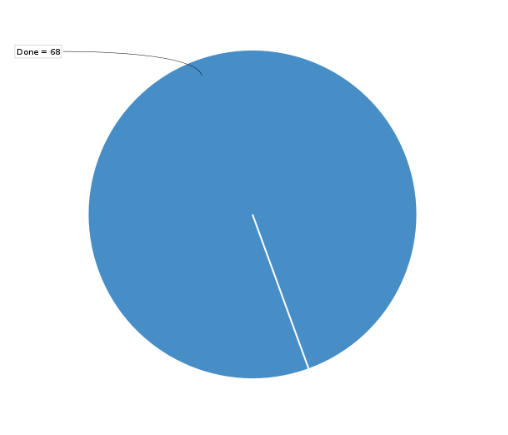 Done = 68